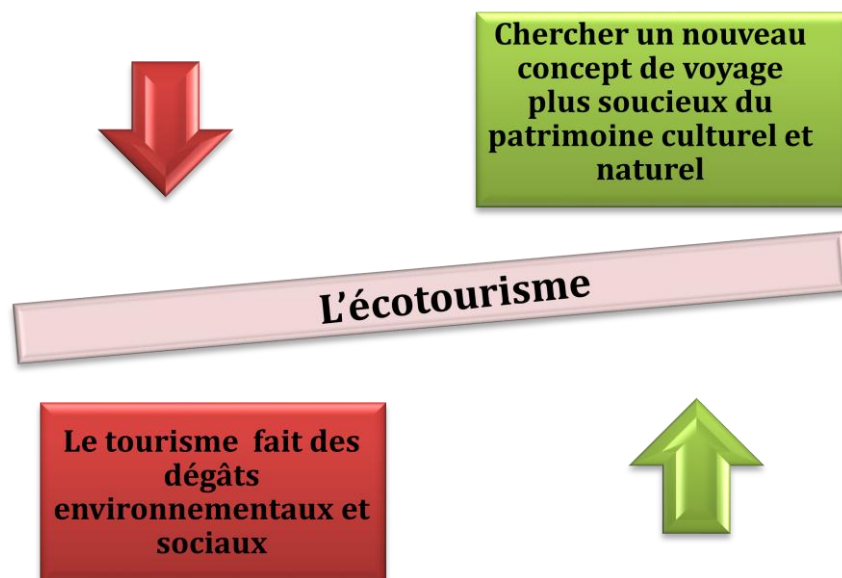 Chercher un nouveau
concept de voyage
plus soucieux du
patrimoine culturel et
naturel
L’écotourisme
Le tourisme  fait des
dégâts
environnementaux et
sociaux